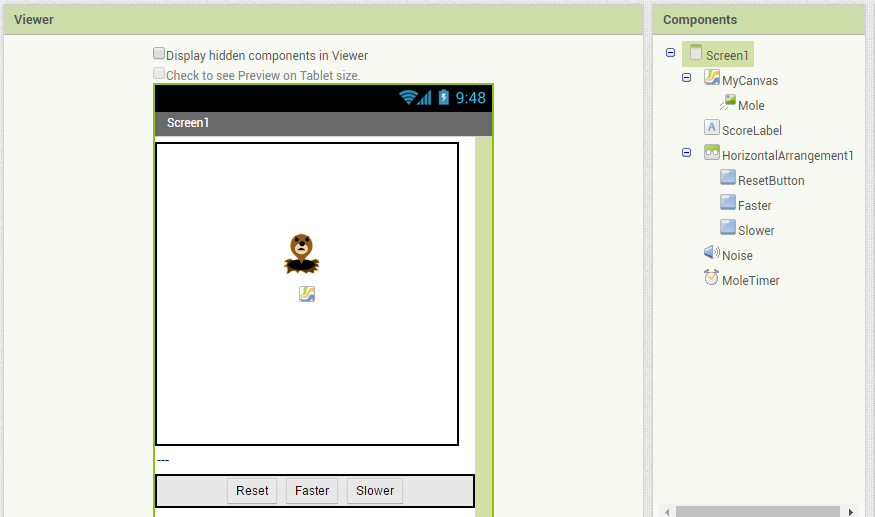 Viewer
Display hidden components in Viewer
Check to see Preview on Tablet size.
9:48
Screen1
---
Reset Faster Slower
Components
Screen1
MyCanvas
Mole
A ScoreLabel
HorizontalArrangement1
ResetButton
Faster
Slower
Noise
MoleTimer